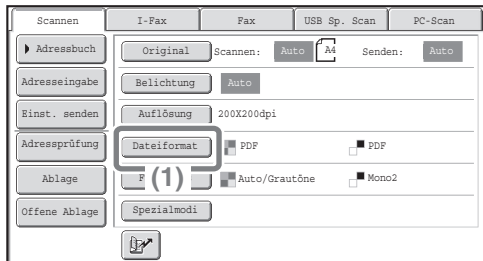 Scannen I-Fax Fax USB Sp. Scan PC-Scan
Adressbuch Original Scannen: Auto A4 Senden: Auto
Adresseingabe Belichtung Auto
Einst. senden Auflösung 200X200dpi
Adressprüfung Dateiformat PDF PDF
Ablage F (1) Auto/Grautöne Mono2
Offene Ablage Spezialmodi